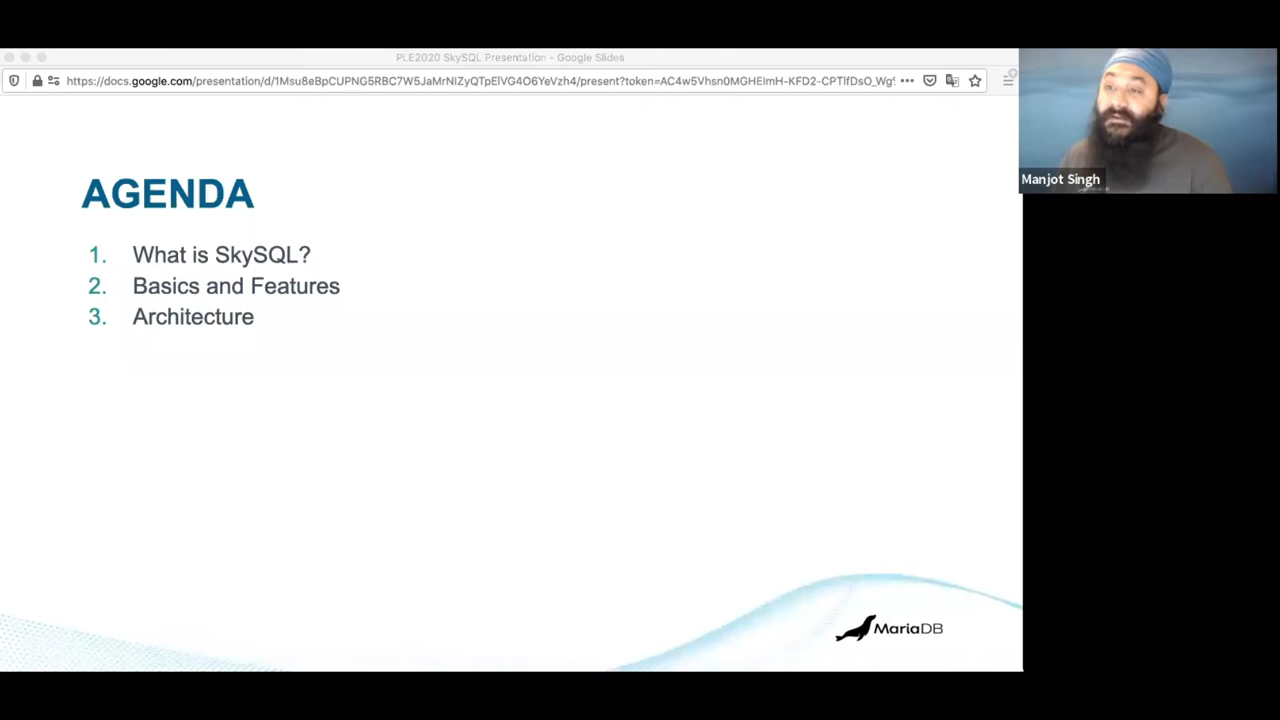 PLE2020 SkySQL Presentation - Google Slides
https://docs.google.com/presentation/d/1Msu8eBpCUPNG5RBC7W5JaMrNIZyQTpElVG4O6YeVzh4/present?token=AC4w5Vhsn0MGHEImH-KFD2-CPTlfDsO_Wg5
Manjot Singh
AGENDA
1. What is SkySQL?
2. Basics and Features
3. Architecture
MariaDB